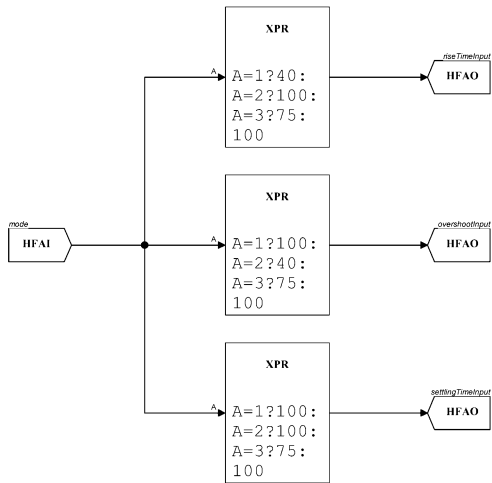 XPR
riseTimeInput
A
A=1?40:
HFAO
A=2?100:
A=3?75:
100
XPR
mode
overshootInput
HFAI
A
A=1?100:
HFAO
A=2?40:
A=3?75:
100
XPR
settlingTimeInput
A
A=1?100:
HFAO
A=2?100:
A=3?75:
100